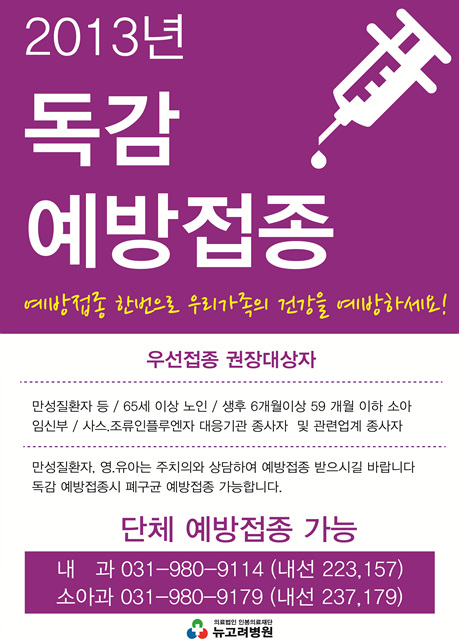 2013년
독감
예방접종
예방접종 한번으로 우리가족의 건강을 예방하세요!
우선접종 권장대상자
만성질환자 등 / 65세 이상 노인 / 생후 6개월이상 59 개월 이하 소아
임신부 / 사스.조류인플루엔자 대응기관 종사자 및 관련업계 종사자
만성질환자, 영.유아는 주치의와 상담하여 예방접종 받으시길 바랍니다
독감 예방접종시 폐구균 예방접종 가능합니다.
단체 예방접종 가능
내 과 031-980-9114 (내선 223,157)
소아과 031-980-9179 (내선 237,179)
의료법인 인봉의료재단
뉴고려병원